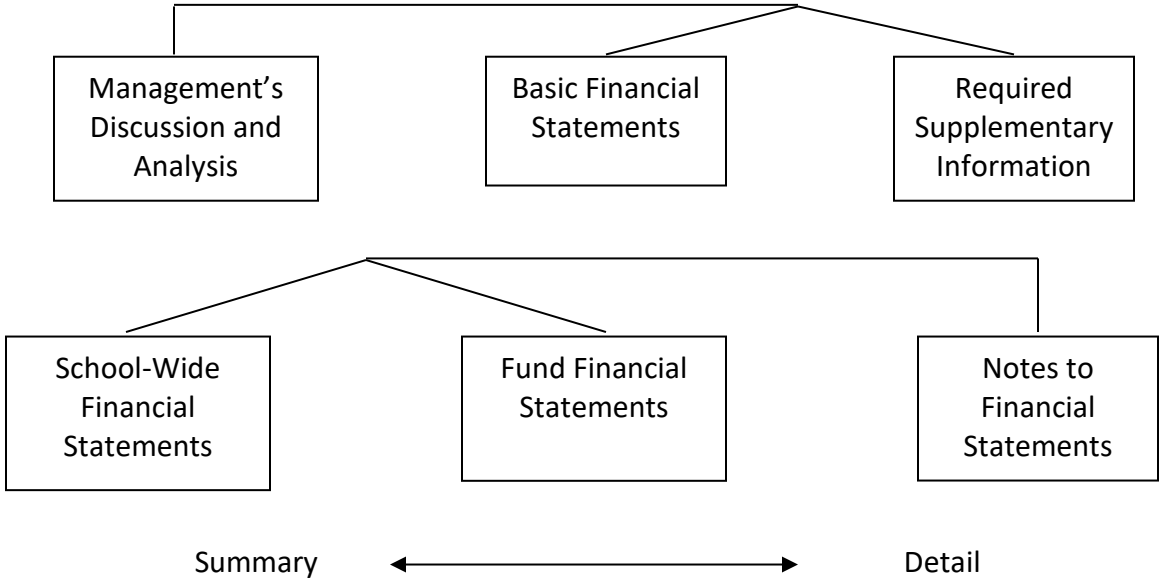 Management’s
Discussion and
Analysis
Basic Financial
Statements
Required
Supplementary
Information
School-Wide
Financial
Statements
Fund Financial
Statements
Notes to
Financial
Statements
Summary
Detail